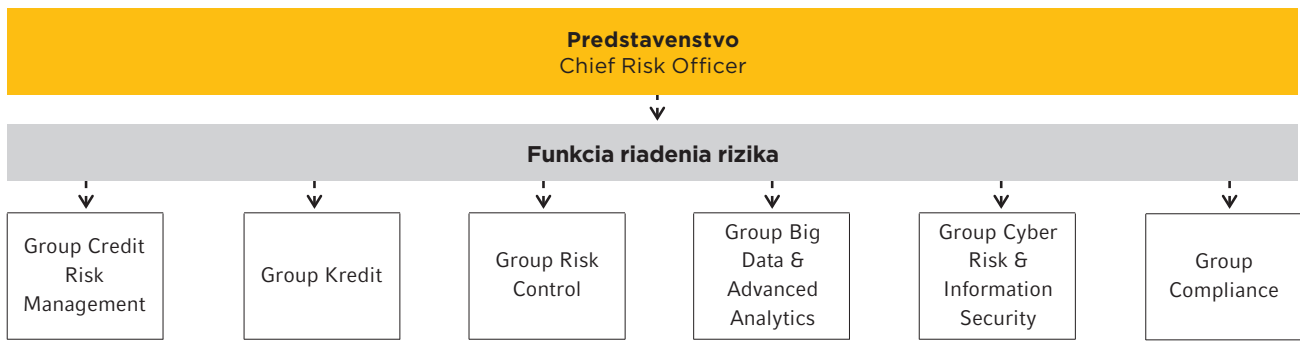 Predstavenstvo
Chief Risk Officer
Funkcia riadenia rizika
Group Credit
Risk
Management
Group Kredit
Group Risk
Control
Group Big
Data &
Advanced
Analytics
Group Cyber
Risk &
Information
Security
Group
Compliance